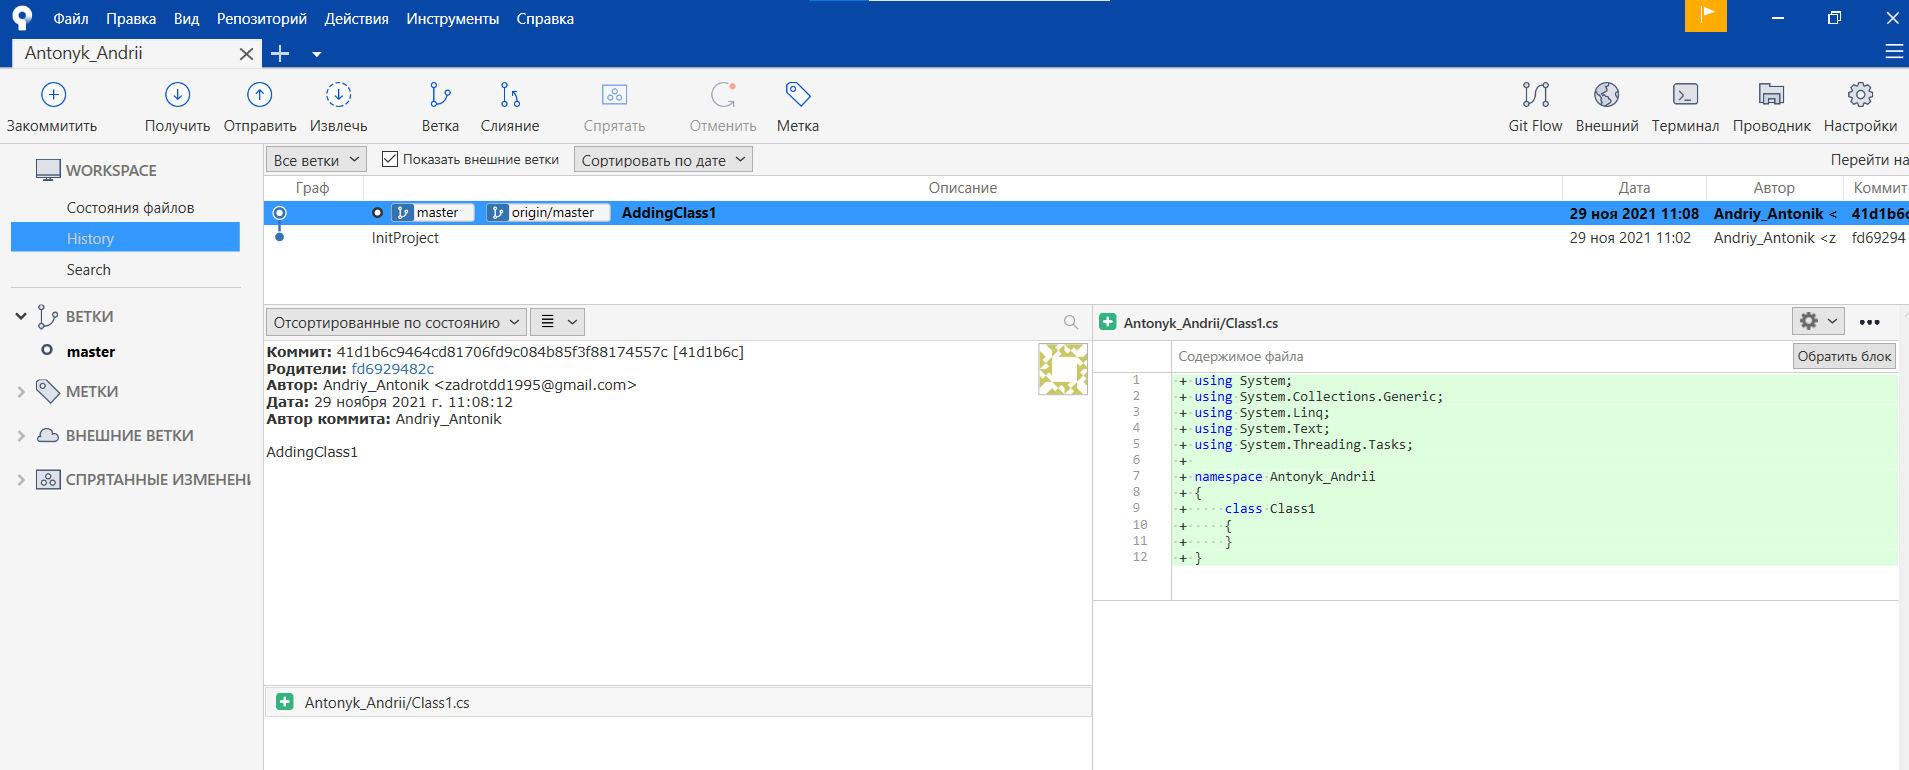 Файл Правка Вид Репозиторий Действия Инструменты Справка
Antonyk_Andrii
Закоммитить Получить Отправить Извлечь Ветка Слияние Спрятать Отменить Метка Git Flow Внешний Терминал Проводник Настройки
WORKSPACE
Состояния файлов
History
Search
ВЕТКИ
master
МЕТКИ
ВНЕШНИЕ ВЕТКИ
СПРЯТАННЫЕ ИЗМЕНЕНИ
Все ветки Показать внешние ветки Сортировать по дате Перейти на
Граф Описание Дата Автор Коммит
master origin/master AddingClass1 29 ноя 2021 11:08 Andriy_Antonik < 41d1b6c
InitProject 29 ноя 2021 11:02 Andriy_Antonik <z fd69294
Отсортированные по состоянию
Коммит: 41d1b6c9464cd81706fd9c084b85f3f88174557c [41d1b6c]
Родители: fd6929482c
Автор: Andriy_Antonik <zadrotdd1995@gmail.com>
Дата: 29 ноября 2021 г. 11:08:12
Автор коммита: Andriy_Antonik
AddingClass1
Antonyk_Andrii/Class1.cs
Antonyk_Andrii/Class1.cs
Содержимое файла Обратить блок
1 + using System;
2 + using System.Collections.Generic;
3 + using System.Linq;
4 + using System.Text;
5 + using System.Threading.Tasks;
6 +
7 + namespace Antonyk_Andrii
8 + {
9 + class Class1
10 + {
11 + }
12 + }